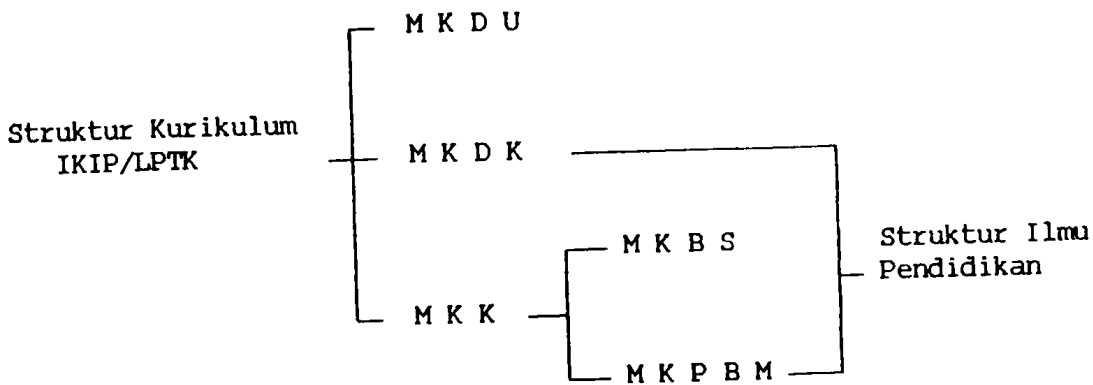 M K D U
Struktur Kurikulum
IKIP/LPTK
M K D K
M K B S
Struktur Ilmu
Pendidikan
M K K
M K P B M